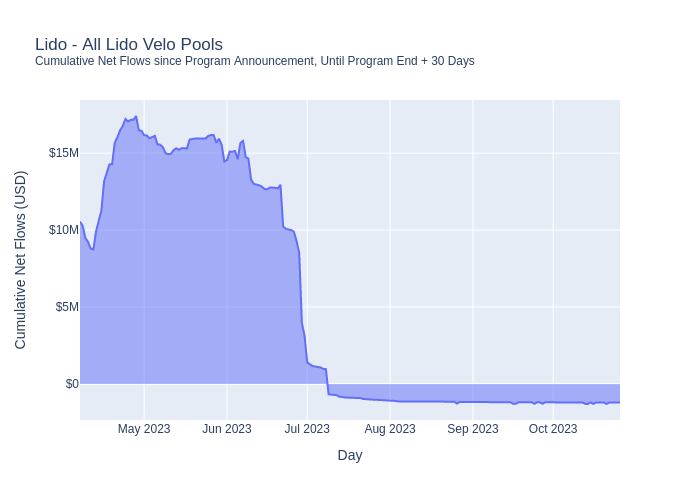 Lido - All Lido Velo Pools
Cumulative Net Flows since Program Announcement, Until Program End + 30 Days
Cumulative Net Flows (USD)
$15M
$10M
$5M
$0
May 2023
Jun 2023
Jul 2023
Aug 2023
Sep 2023
Oct 2023
Day